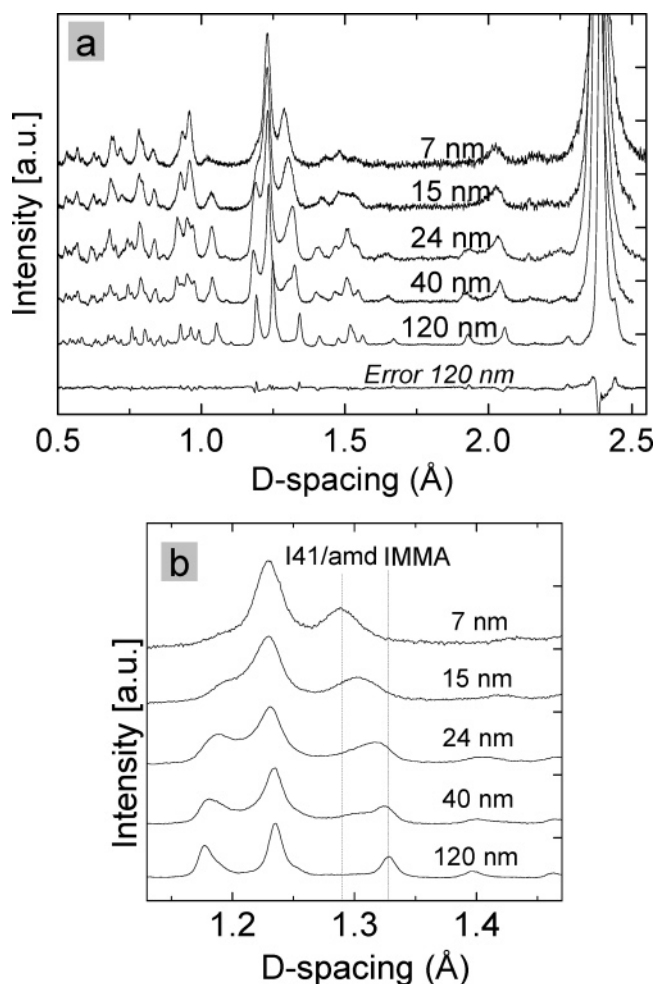 a
Intensity [a.u.]
7 nm
15 nm
24 nm
40 nm
120 nm
Error 120 nm
0.5 1.0 1.5 2.0 2.5
D-spacing (Å)
b
I41/amd IMMA
Intensity [a.u.]
7 nm
15 nm
24 nm
40 nm
120 nm
1.2 1.3 1.4
D-spacing (Å)